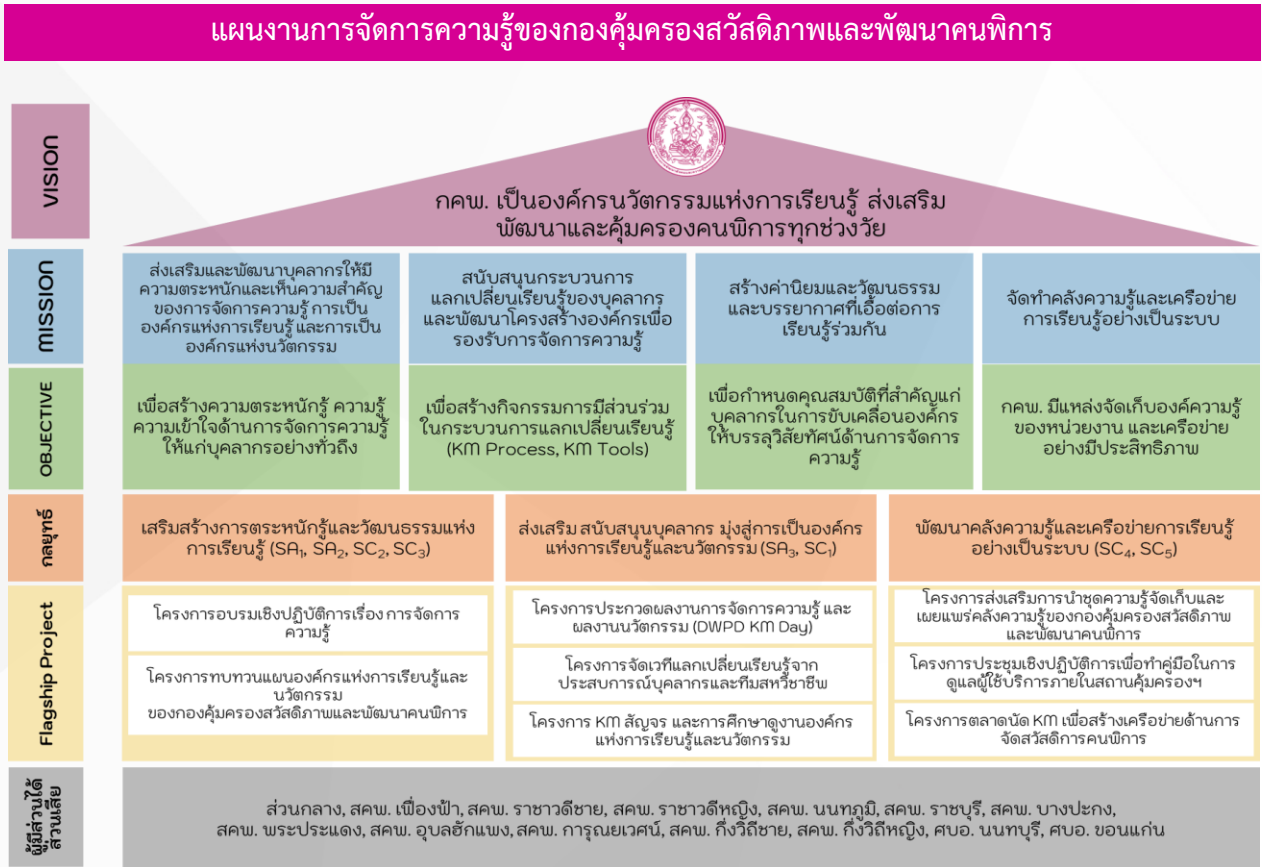 แผนงานการจัดการความรู้ของกองคุ้มครองสวัสดิภาพและพัฒนาคนพิการ
VISION
กคพ. เป็นองค์กรนวัตกรรมแห่งการเรียนรู้ ส่งเสริม
พัฒนาและคุ้มครองคนพิการทุกช่วงวัย
MISSION
ส่งเสริมและพัฒนาบุคลากรให้มี
ความตระหนักและเห็นความสำคัญ
ของการจัดการความรู้ การเป็น
องค์กรแห่งการเรียนรู้ และการเป็น
องค์กรแห่งนวัตกรรม
สนับสนุนกระบวนการ
แลกเปลี่ยนเรียนรู้ของบุคลากร
และพัฒนาโครงสร้างองค์กรเพื่อ
รองรับการจัดการความรู้
สร้างค่านิยมและวัฒนธรรม
และบรรยากาศที่เอื้อต่อการ
เรียนรู้ร่วมกัน
จัดทำคลังความรู้และเครือข่าย
การเรียนรู้อย่างเป็นระบบ
OBJECTIVE
เพื่อสร้างความตระหนักรู้ ความรู้
ความเข้าใจด้านการจัดการความรู้
ให้แก่บุคลากรอย่างทั่วถึง
เพื่อสร้างกิจกรรมการมีส่วนร่วม
ในกระบวนการแลกเปลี่ยนเรียนรู้
(KM Process, KM Tools)
เพื่อกำหนดคุณสมบัติที่สำคัญแก่
บุคลากรในการขับเคลื่อนองค์กร
ให้บรรลุวิสัยทัศน์ด้านการจัดการ
ความรู้
กคพ. มีแหล่งจัดเก็บองค์ความรู้
ของหน่วยงาน และเครือข่าย
อย่างมีประสิทธิภาพ
กลยุทธ์
เสริมสร้างการตระหนักรู้และวัฒนธรรมแห่ง
การเรียนรู้ (SA₁, SA₂, SC₂, SC₃)
ส่งเสริม สนับสนุนบุคลากร มุ่งสู่การเป็นองค์กร
แห่งการเรียนรู้และนวัตกรรม (SA₃, SC₁)
พัฒนาคลังความรู้และเครือข่ายการเรียนรู้
อย่างเป็นระบบ (SC₄, SC₅)
Flagship Project
โครงการอบรมเชิงปฏิบัติการเรื่อง การจัดการ
ความรู้
โครงการทบทวนแผนองค์กรแห่งการเรียนรู้และ
นวัตกรรม
ของกองคุ้มครองสวัสดิภาพและพัฒนาคนพิการ
โครงการประกวดผลงานการจัดการความรู้ และ
ผลงานนวัตกรรม (DWPD KM Day)
โครงการจัดเวทีแลกเปลี่ยนเรียนรู้จาก
ประสบการณ์บุคลากรและทีมสหวิชาชีพ
โครงการ KM สัญจร และการศึกษาดูงานองค์กร
แห่งการเรียนรู้และนวัตกรรม
โครงการส่งเสริมการนำชุดความรู้จัดเก็บและ
เผยแพร่คลังความรู้ของกองคุ้มครองสวัสดิภาพ
และพัฒนาคนพิการ
โครงการประชุมเชิงปฏิบัติการเพื่อทำคู่มือในการ
ดูแลผู้ใช้บริการภายในสถานคุ้มครองฯ
โครงการตลาดนัด KM เพื่อสร้างเครือข่ายด้านการ
จัดสวัสดิการคนพิการ
ผู้มีส่วนได้
ส่วนเสีย
ส่วนกลาง, สคพ. เฟื่องฟ้า, สคพ. ราชาวดีชาย, สคพ. ราชาวดีหญิง, สคพ. นนทภูมิ, สคพ. ราชบุรี, สคพ. บางปะกง,
สคพ. พระประแดง, สคพ. อุบลฮักแพง, สคพ. การุณยเวศน์, สคพ. กึ่งวิถีชาย, สคพ. กึ่งวิถีหญิง, ศบอ. นนทบุรี, ศบอ. ขอนแก่น